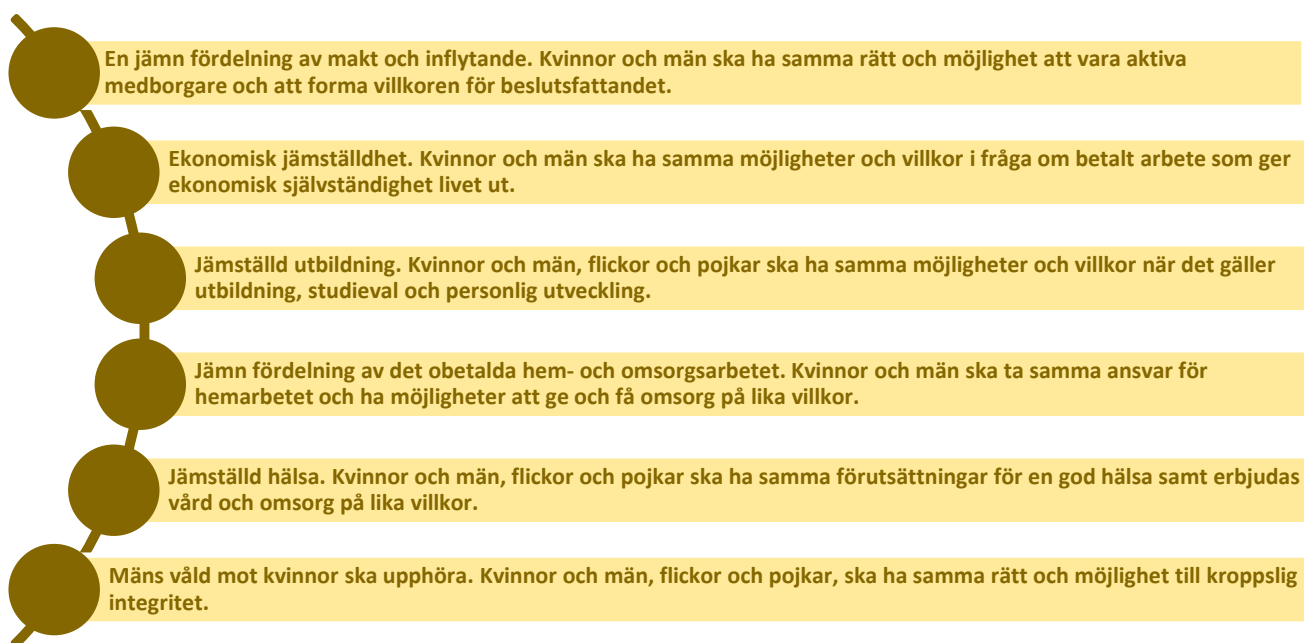 En jämn fördelning av makt och inflytande. Kvinnor och män ska ha samma rätt och möjlighet att vara aktiva
medborgare och att forma villkoren för beslutsfattandet.
Ekonomisk jämställdhet. Kvinnor och män ska ha samma möjligheter och villkor i fråga om betalt arbete som ger
ekonomisk självständighet livet ut.
Jämställd utbildning. Kvinnor och män, flickor och pojkar ska ha samma möjligheter och villkor när det gäller
utbildning, studieval och personlig utveckling.
Jämn fördelning av det obetalda hem- och omsorgsarbetet. Kvinnor och män ska ta samma ansvar för
hemarbetet och ha möjligheter att ge och få omsorg på lika villkor.
Jämställd hälsa. Kvinnor och män, flickor och pojkar ska ha samma förutsättningar för en god hälsa samt erbjudas
vård och omsorg på lika villkor.
Mäns våld mot kvinnor ska upphöra. Kvinnor och män, flickor och pojkar, ska ha samma rätt och möjlighet till kroppslig
integritet.